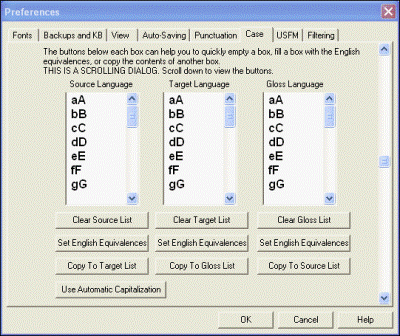 Preferences
Fonts Backups and KB View Auto-Saving Punctuation Case USFM Filtering
The buttons below each box can help you to quickly empty a box, fill a box with the English
equivalences, or copy the contents of another box.
THIS IS A SCROLLING DIALOG. Scroll down to view the buttons.
Source Language Target Language Gloss Language
aA aA aA
bB bB bB
cC cC cC
dD dD dD
eE eE eE
fF fF fF
gG gG gG
Clear Source List Clear Target List Clear Gloss List
Set English Equivalences Set English Equivalences Set English Equivalences
Copy To Target List Copy To Gloss List Copy To Source List
Use Automatic Capitalization
OK Cancel Help